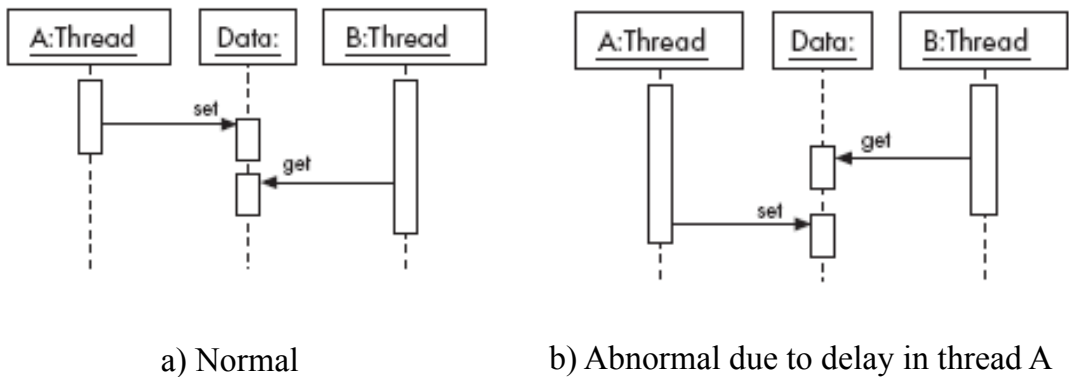 A:Thread Data: B:Thread
set
get
a) Normal
A:Thread Data: B:Thread
get
set
b) Abnormal due to delay in thread A